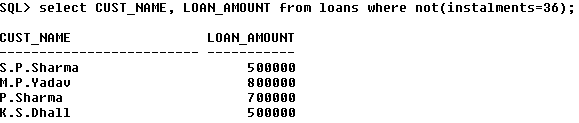 SQL> select CUST_NAME, LOAN_AMOUNT from loans where not(instalments=36);
CUST_NAME LOAN_AMOUNT
------------------------- -----------
S.P.Sharma 500000
M.P.Yadav 800000
P.Sharma 700000
K.S.Dhall 500000